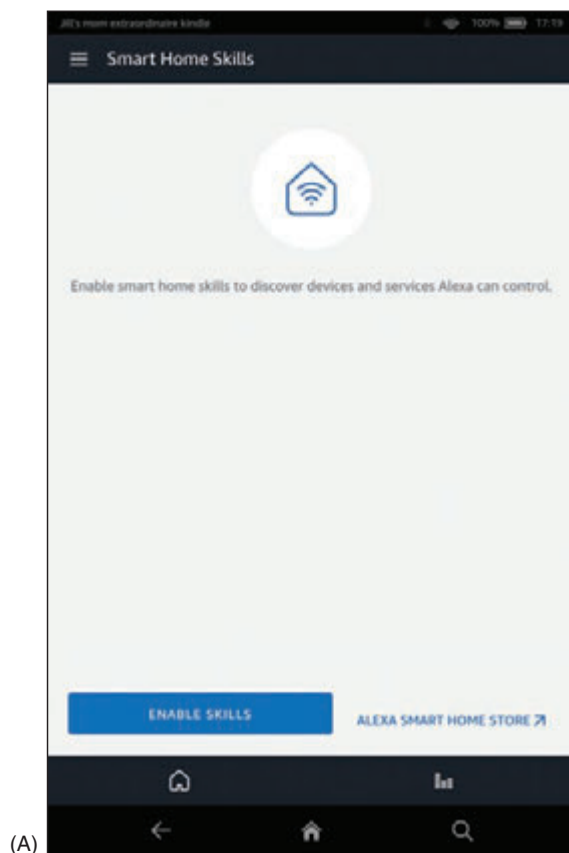 Jill's mom extraordinaire kindle 100% 17:19
Smart Home Skills
Enable smart home skills to discover devices and services Alexa can control.
ENABLE SKILLS
ALEXA SMART HOME STORE
(A)